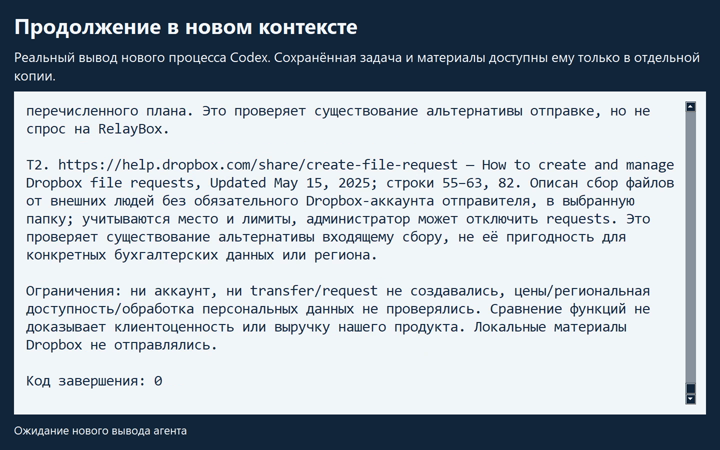 Продолжение в новом контексте
Реальный вывод нового процесса Codex. Сохранённая задача и материалы доступны ему только в отдельной
копии.
перечисленного плана. Это проверяет существование альтернативы отправке, но не
спрос на RelayBox.
T2. https://help.dropbox.com/share/create-file-request — How to create and manage
Dropbox file requests, Updated May 15, 2025; строки 55–63, 82. Описан сбор файлов
от внешних людей без обязательного Dropbox-аккаунта отправителя, в выбранную
папку; учитываются место и лимиты, администратор может отключить requests. Это
проверяет существование альтернативы входящему сбору, не её пригодность для
конкретных бухгалтерских данных или региона.
Ограничения: ни аккаунт, ни transfer/request не создавались, цены/региональная
доступность/обработка персональных данных не проверялись. Сравнение функций не
доказывает клиентоценность или выручку нашего продукта. Локальные материалы
Dropbox не отправлялись.
Код завершения: 0
Ожидание нового вывода агента